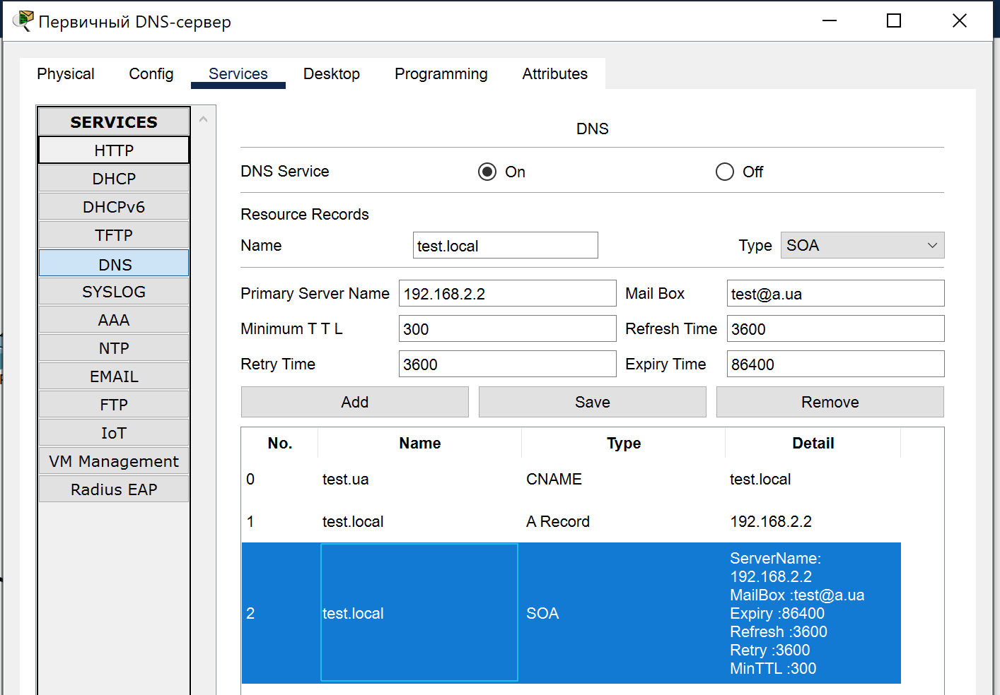 Первичный DNS-сервер
Physical Config Services Desktop Programming Attributes
SERVICES
HTTP
DHCP
DHCPv6
TFTP
DNS
SYSLOG
AAA
NTP
EMAIL
FTP
IoT
VM Management
Radius EAP
DNS
DNS Service On Off
Resource Records
Name test.local Type SOA
Primary Server Name 192.168.2.2 Mail Box test@a.ua
Minimum T T L 300 Refresh Time 3600
Retry Time 3600 Expiry Time 86400
Add Save Remove
No. Name Type Detail
0 test.ua CNAME test.local
1 test.local A Record 192.168.2.2
2 test.local SOA ServerName:
192.168.2.2
MailBox :test@a.ua
Expiry :86400
Refresh :3600
Retry :3600
MinTTL :300